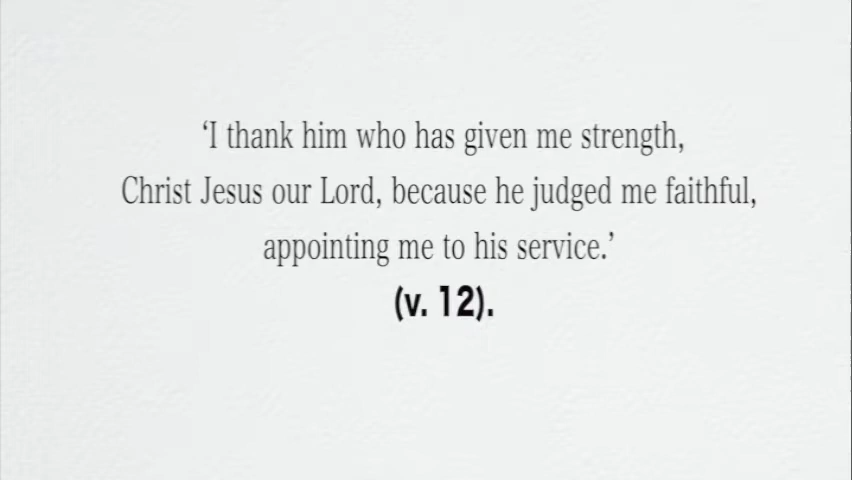 ‘I thank him who has given me strength,
Christ Jesus our Lord, because he judged me faithful,
appointing me to his service.’
(v. 12).